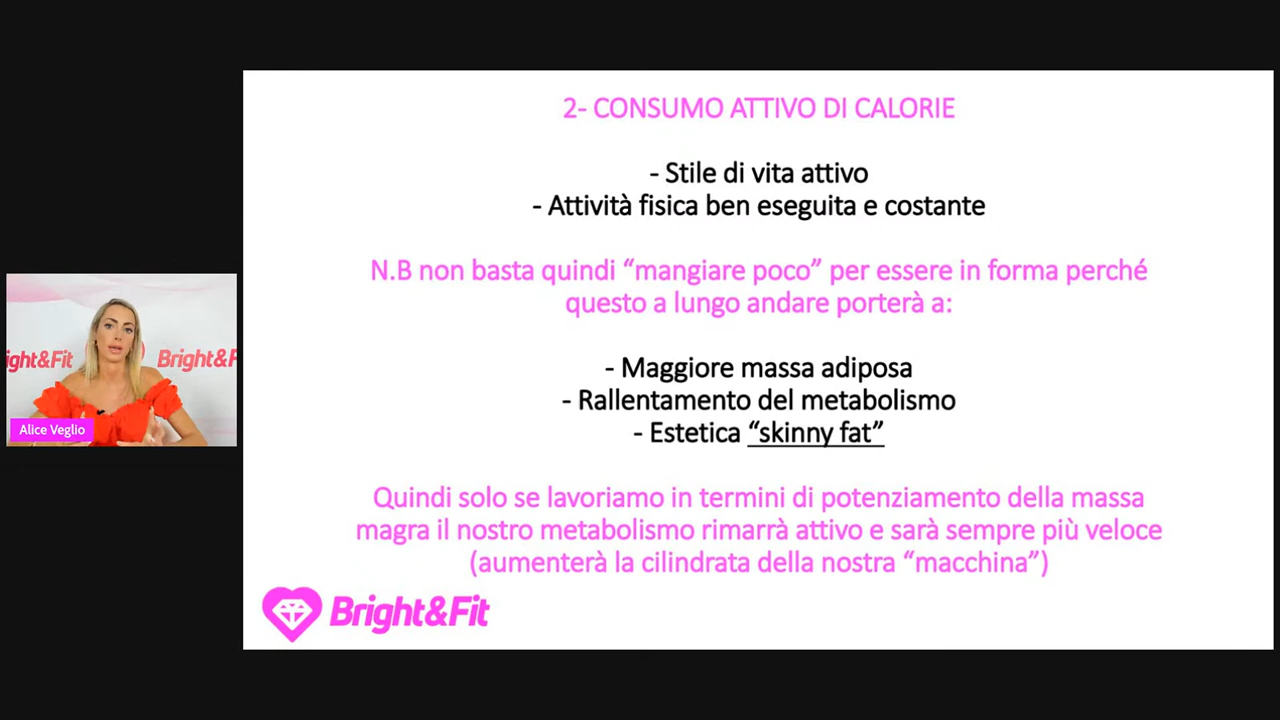 2- CONSUMO ATTIVO DI CALORIE
- Stile di vita attivo
- Attività fisica ben eseguita e costante
N.B non basta quindi “mangiare poco” per essere in forma perché
questo a lungo andare porterà a:
- Maggiore massa adiposa
- Rallentamento del metabolismo
- Estetica “skinny fat”
Quindi solo se lavoriamo in termini di potenziamento della massa
magra il nostro metabolismo rimarrà attivo e sarà sempre più veloce
(aumenterà la cilindrata della nostra “macchina”)
Bright&Fit
ight&Fit
Bright&F
Alice Veglio